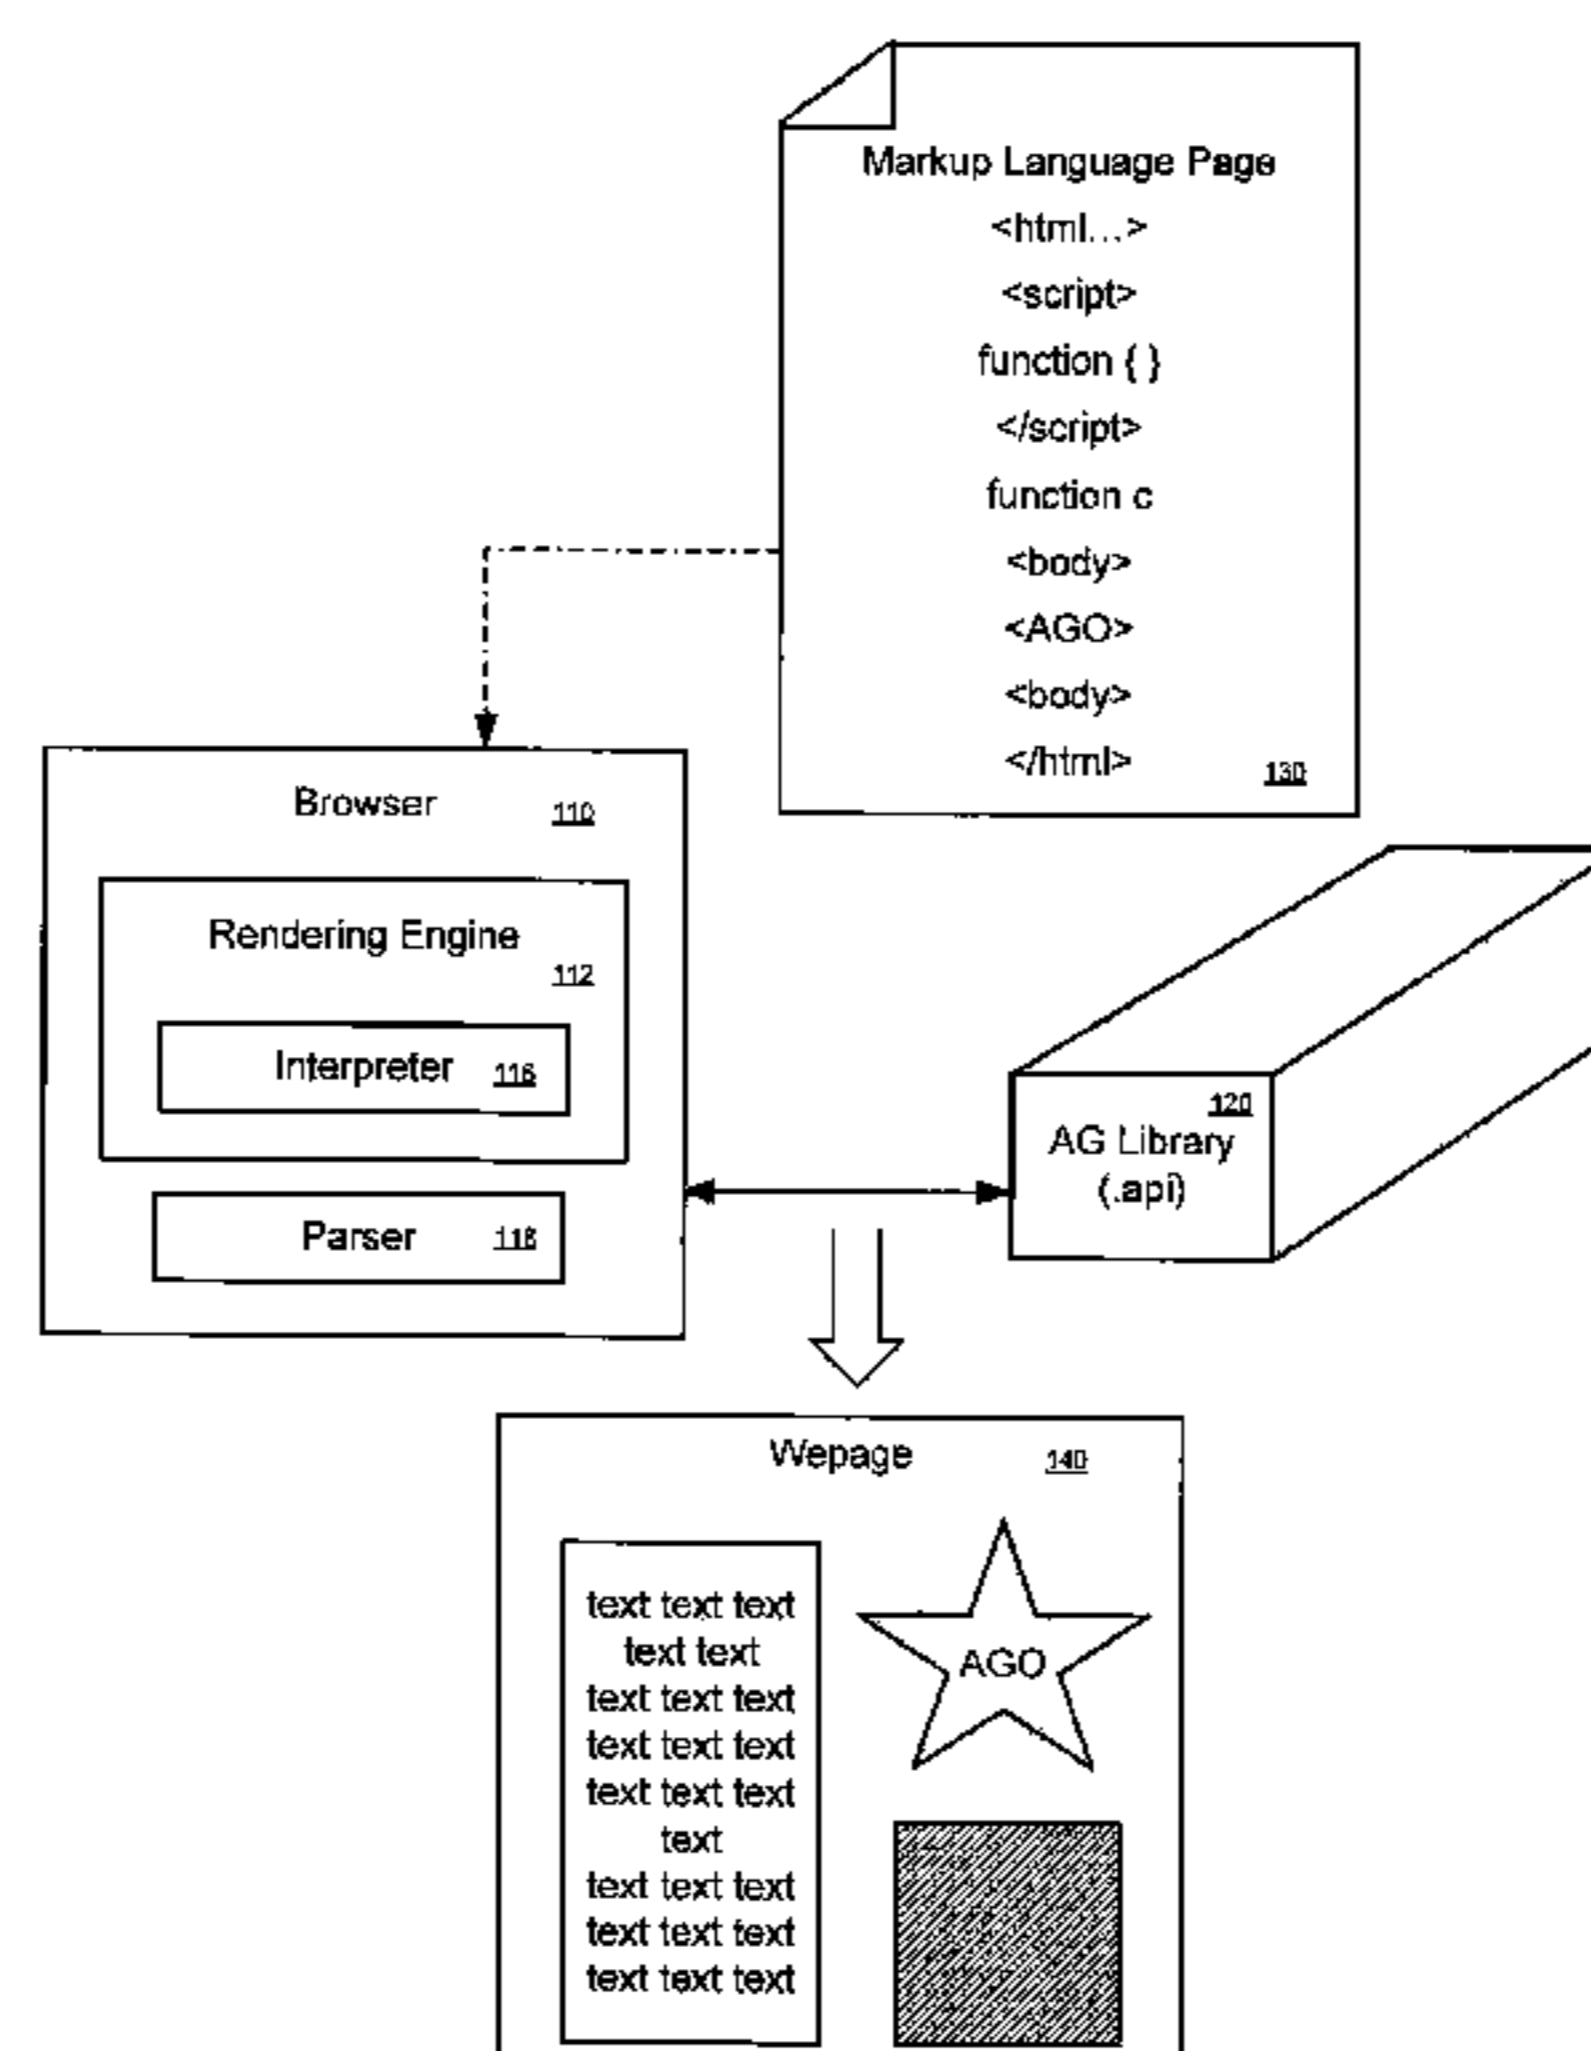 Markup Language Page
<html...>
<script>
function { }
</script>
function c
<body>
<AGO>
<body>
</html>
130
Browser 110
Rendering Engine
112
Interpreter 116
Parser 118
120
AG Library
(.api)
Wepage 140
text text text
text text
text text text
text text text
text text text
text
text text text
text text text
text text text
AGO